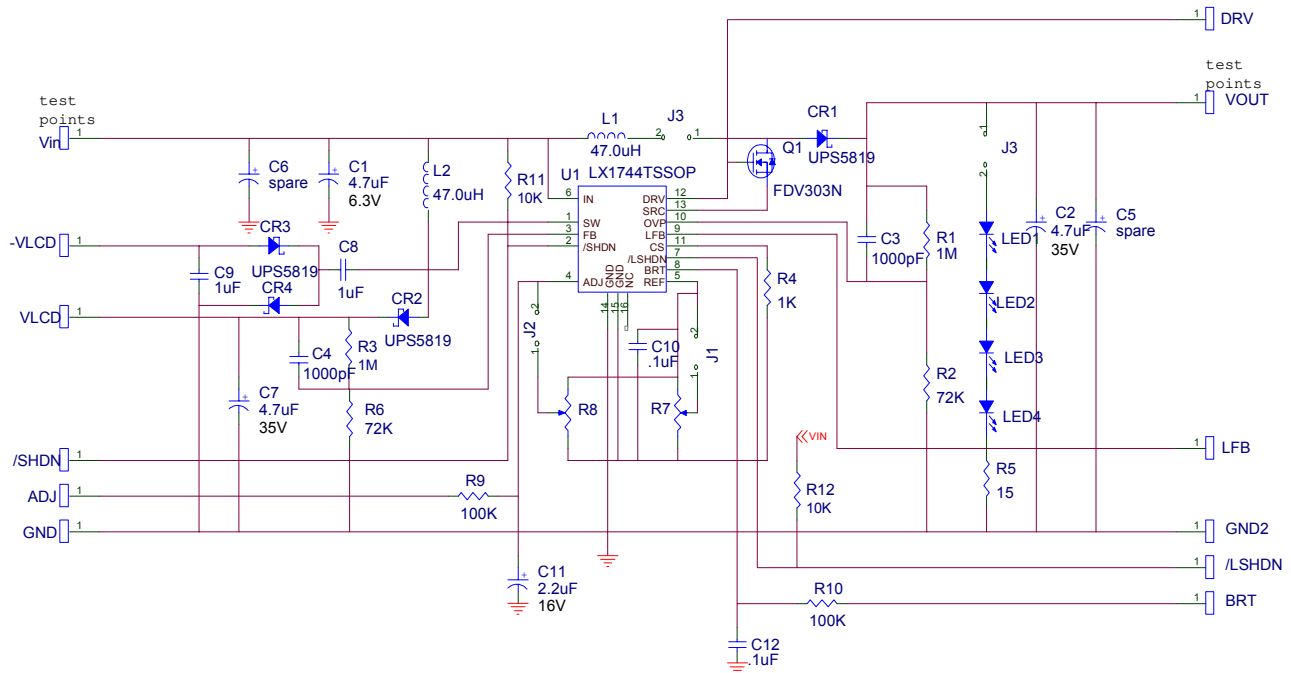 1 DRV
test
points
1 VOUT
test
points
Vin 1
L1
47.0uH
2 J3 1
CR1
UPS5819
Q1
FDV303N
J3
1
2
C6
spare
C1
4.7uF
6.3V
L2
47.0uH
R11
10K
U1 LX1744TSSOP
6 IN
1 SW
3 FB
2 /SHDN
4 ADJ
DRV 12
SRC 13
OVP 10
LFB 9
CS 11
/LSHDN 7
BRT 8
REF 5
GND 14
GND 15
NC 16
-VLCD 1
CR3
UPS5819
C8
1uF
C9
1uF
CR4
VLCD 1
CR2
UPS5819
C3
1000pF
R1
1M
LED1
C2
4.7uF
35V
C5
spare
LED2
LED3
LED4
R4
1K
J2
2
1
C10
.1uF
J1
2
1
C4
1000pF
R3
1M
C7
4.7uF
35V
R6
72K
R8
R7
R2
72K
VIN
/SHDN 1
1 LFB
R5
15
R9
100K
ADJ 1
R12
10K
GND 1
1 GND2
1 /LSHDN
C11
2.2uF
16V
R10
100K
1 BRT
C12
.1uF